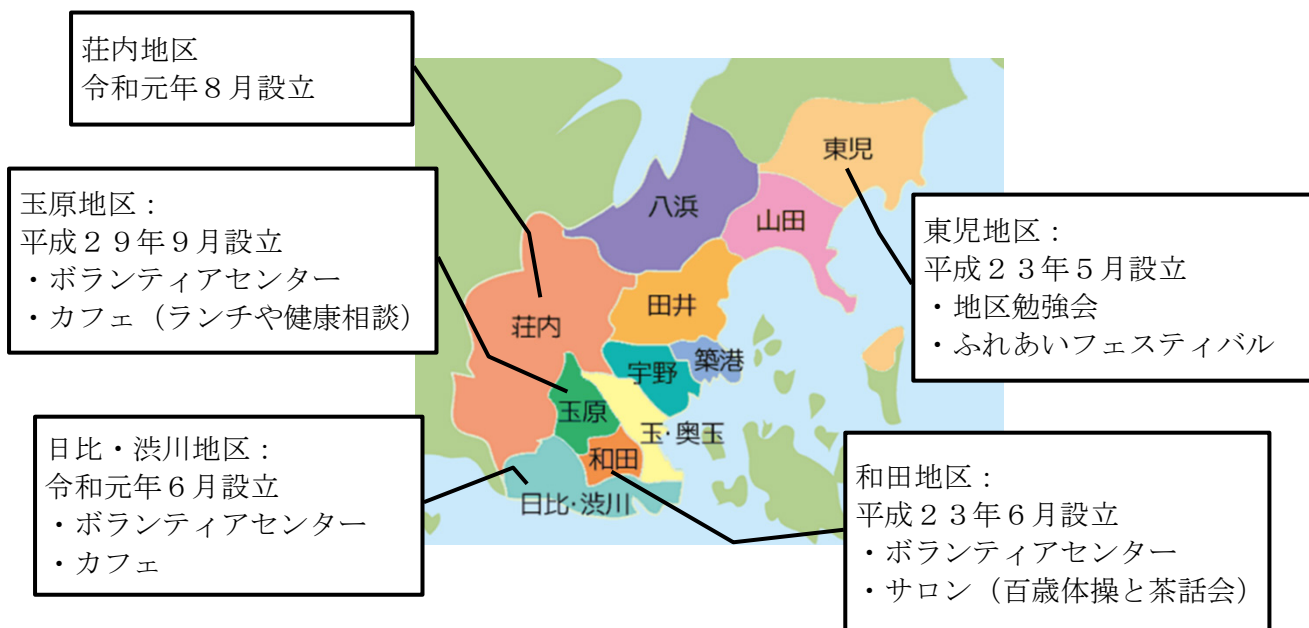 荘内地区
令和元年８月設立
玉原地区：
平成２９年９月設立
・ボランティアセンター
・カフェ（ランチや健康相談）
日比・渋川地区：
令和元年６月設立
・ボランティアセンター
・カフェ
東児
八浜
山田
田井
荘内
築港
宇野
玉原
玉・奥玉
和田
日比・渋川
東児地区：
平成２３年５月設立
・地区勉強会
・ふれあいフェスティバル
和田地区：
平成２３年６月設立
・ボランティアセンター
・サロン（百歳体操と茶話会）